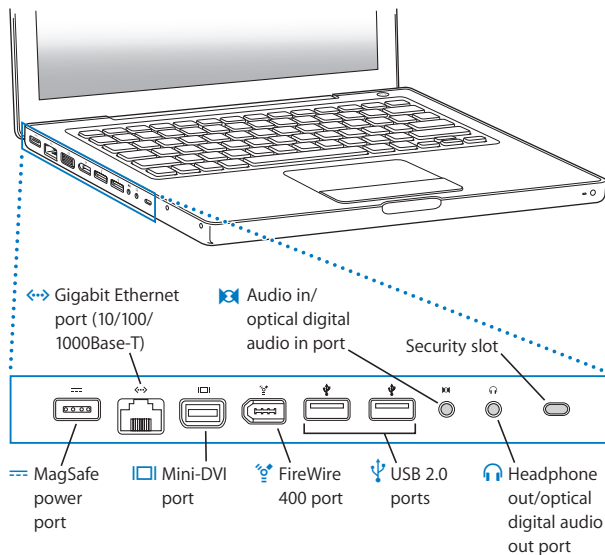 Gigabit Ethernet
port (10/100/
1000Base-T)
Audio in/
optical digital
audio in port
Security slot
MagSafe
power
port
Mini-DVI
port
FireWire
400 port
USB 2.0
ports
Headphone
out/optical
digital audio
out port